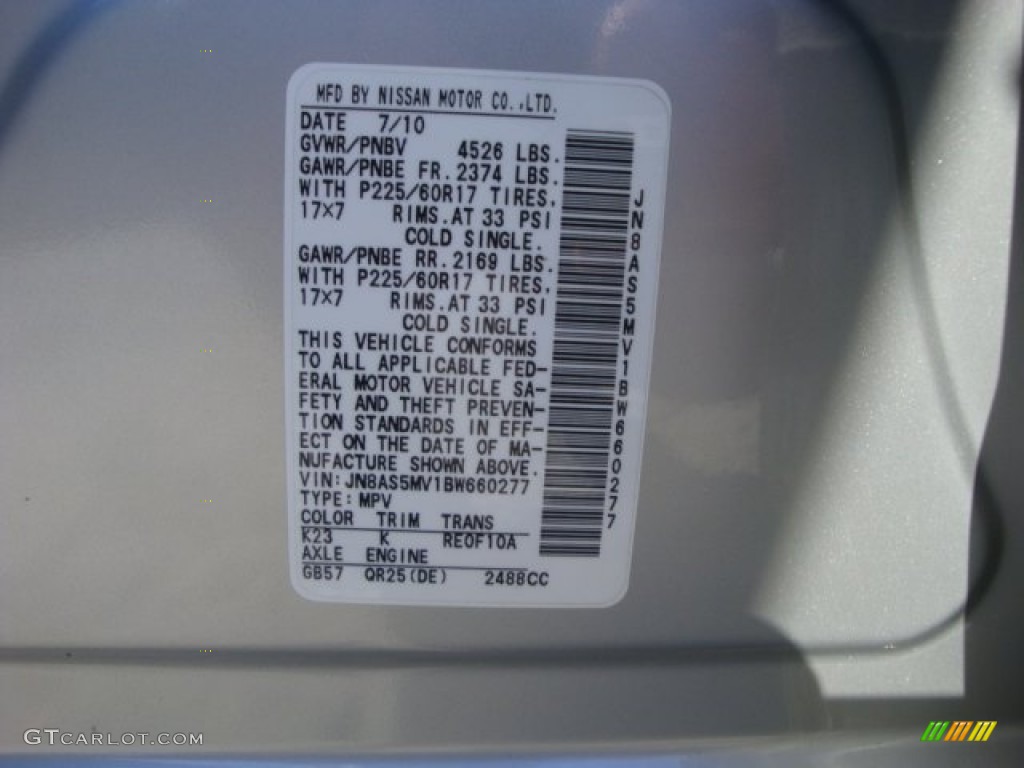 MFD BY NISSAN MOTOR CO.,LTD.
DATE 7/10
GVWR/PNBV 4526 LBS.
GAWR/PNBE FR. 2374 LBS.
WITH P225/60R17 TIRES.
17×7 RIMS. AT 33 PSI
COLD SINGLE.
GAWR/PNBE RR. 2169 LBS.
WITH P225/60R17 TIRES.
17×7 RIMS. AT 33 PSI
COLD SINGLE.
THIS VEHICLE CONFORMS
TO ALL APPLICABLE FED-
ERAL MOTOR VEHICLE SA-
FETY AND THEFT PREVEN-
TION STANDARDS IN EFF-
ECT ON THE DATE OF MA-
NUFACTURE SHOWN ABOVE.
VIN: JN8AS5MV1BW660277
TYPE: MPV
COLOR TRIM TRANS
K23 K RE0F10A
AXLE ENGINE
GB57 QR25(DE) 2488CC
JN8AS5MV1BW660277
GTCARLOT.COM